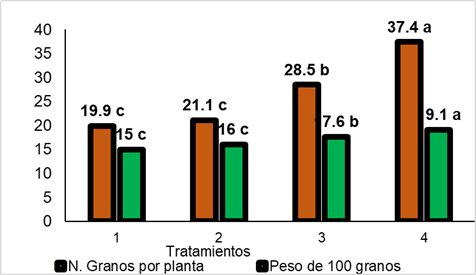 40
35
30
25
20
15
10
5
0
19.9 c
15 c
21.1 c
16 c
28.5 b
7.6 b
37.4 a
9.1 a
1
2
3
4
Tratamientos
N. Granos por planta
Peso de 100 granos